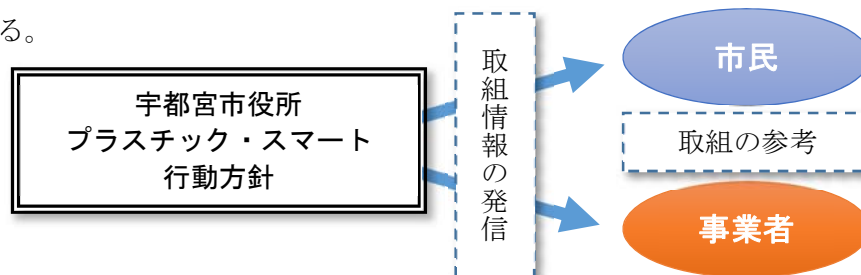 る。
宇都宮市役所
プラスチック・スマート
行動方針
取組情報の発信
市民
取組の参考
事業者